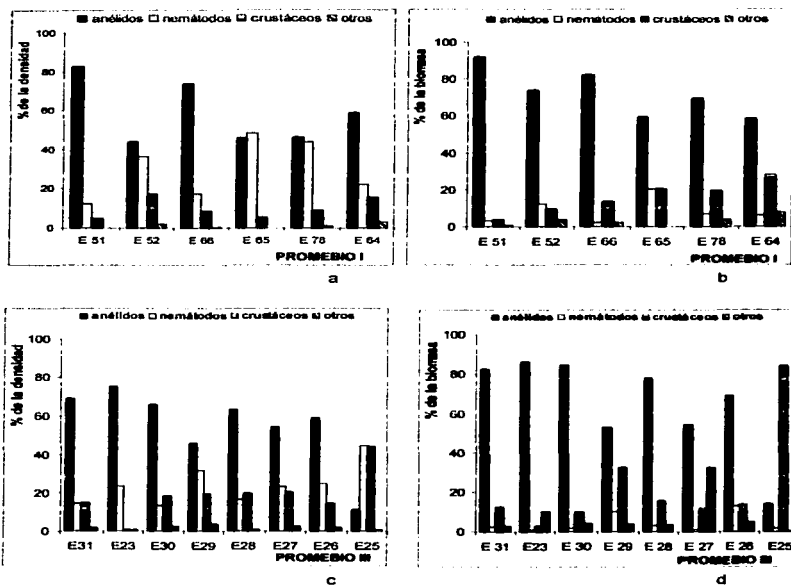 ■ anélidos □ nemátodos ▨ crustáceos ▧ otros
% de la densidad
100
80
60
40
20
0
E 51 E 52 E 66 E 65 E 78 E 64
PROMEBIO I
a
■ anélidos □ nemátodos ■ crustáceos ▧ otros
% de la biomasa
100
80
60
40
20
0
E 51 E 52 E 66 E 65 E 78 E 64
PROMEBIO I
b
■ anélidos □ nemátodos □ crustáceos ▧ otros
% de la densidad
100
80
60
40
20
0
E31 E23 E30 E29 E28 E27 E26 E25
PROMEBIO III
c
■ anélidos □ nemátodos ▨ crustáceos ▧ otros
% de la biomasa
100
80
60
40
20
0
E 31 E23 E 30 E 29 E 28 E 27 E 26 E25
PROMEBIO III
d